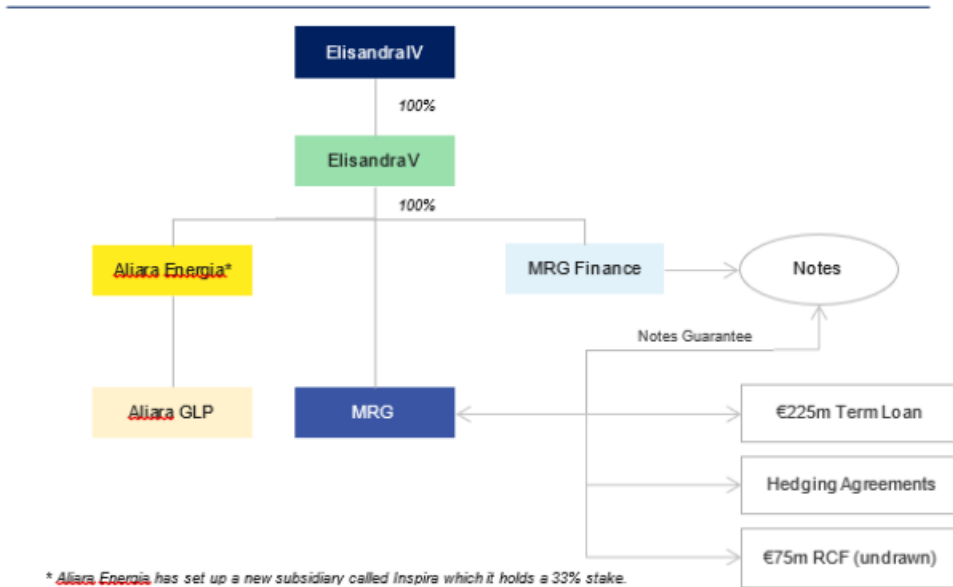 ElisandraIV
100%
ElisandraV
100%
Aliara Energia*
MRG Finance
Notes
Notes Guarantee
Aliara GLP
MRG
€225m Term Loan
Hedging Agreements
€75m RCF (undrawn)
* Aliara Energia has set up a new subsidiary called Inspira which it holds a 33% stake.